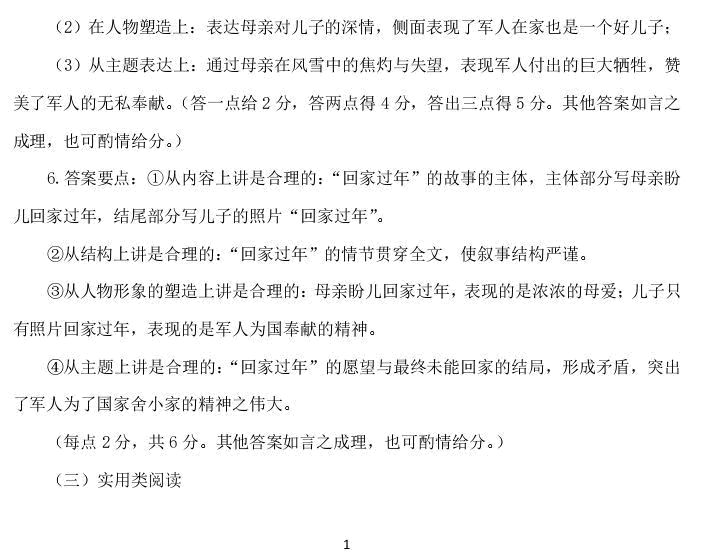 （2）在人物塑造上：表达母亲对儿子的深情，侧面表现了军人在家也是一个好儿子；
（3）从主题表达上：通过母亲在风雪中的焦灼与失望，表现军人付出的巨大牺牲，赞
美了军人的无私奉献。（答一点给 2 分，答两点得 4 分，答出三点得 5 分。其他答案如言之
成理，也可酌情给分。）
6. 答案要点：①从内容上讲是合理的：“回家过年”的故事的主体，主体部分写母亲盼
儿回家过年，结尾部分写儿子的照片“回家过年”。
②从结构上讲是合理的：“回家过年”的情节贯穿全文，使叙事结构严谨。
③从人物形象的塑造上讲是合理的：母亲盼儿回家过年，表现的是浓浓的母爱；儿子只
有照片回家过年，表现的是军人为国奉献的精神。
④从主题上讲是合理的：“回家过年”的愿望与最终未能回家的结局，形成矛盾，突出
了军人为了国家舍小家的精神之伟大。
（每点 2 分，共 6 分。其他答案如言之成理，也可酌情给分。）
（三）实用类阅读
1